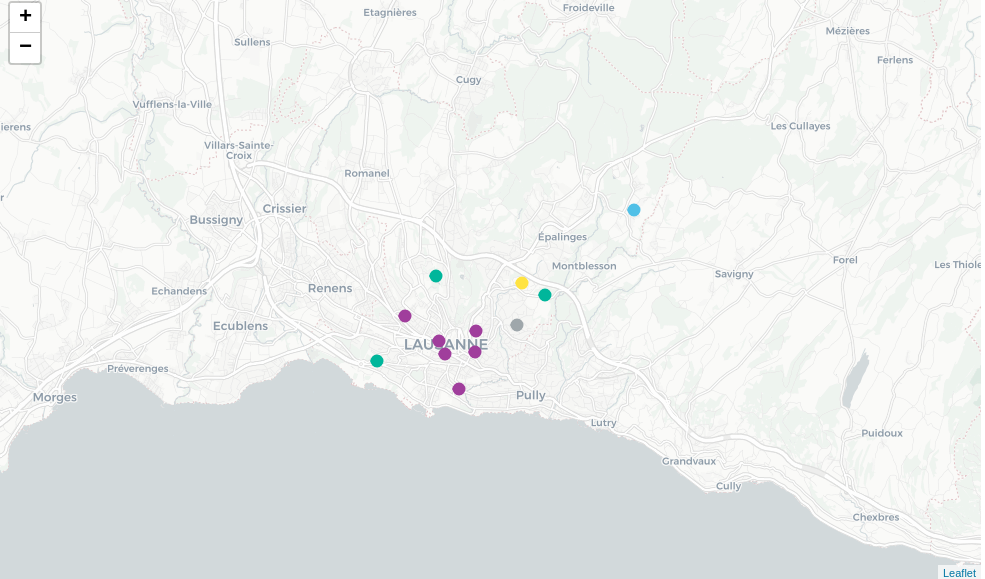 +
−
Etagnières
Froideville
Sullens
Mézières
Ferlens
Cugy
Vufflens-la-Ville
ierens
Les Cullayes
Villars-Sainte-
Croix
Romanel
r
Crissier
Bussigny
Épalinges
Montblesson
Forel
Les Thiole
Savigny
Renens
Echandens
Ecublens
LAUSANNE
Préverenges
Morges
Pully
Lutry
Puidoux
Grandvaux
Cully
Chexbres
Leaflet